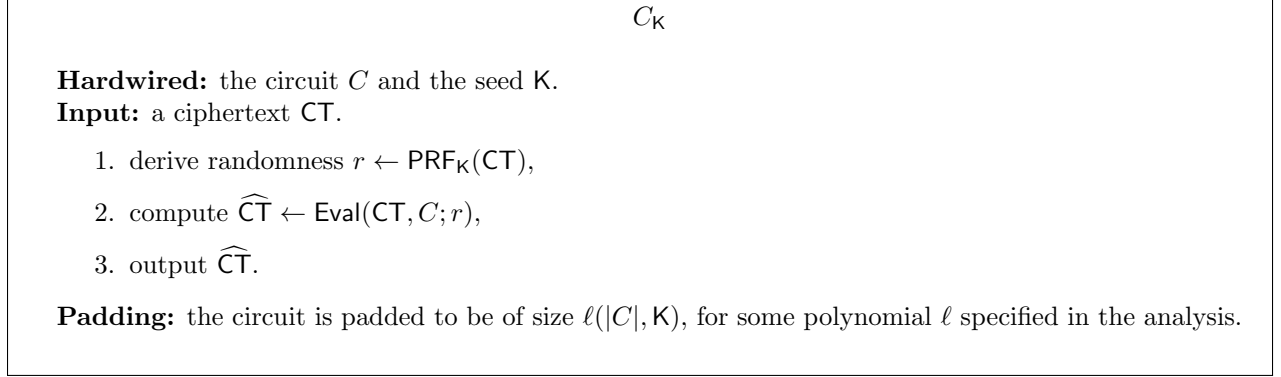 C_K
Hardwired: the circuit C and the seed K.
Input: a ciphertext CT.
1. derive randomness r ← PRF_K(CT),
2. compute \widehat{CT} ← Eval(CT, C; r),
3. output \widehat{CT}.
Padding: the circuit is padded to be of size ℓ(|C|, K), for some polynomial ℓ specified in the analysis.